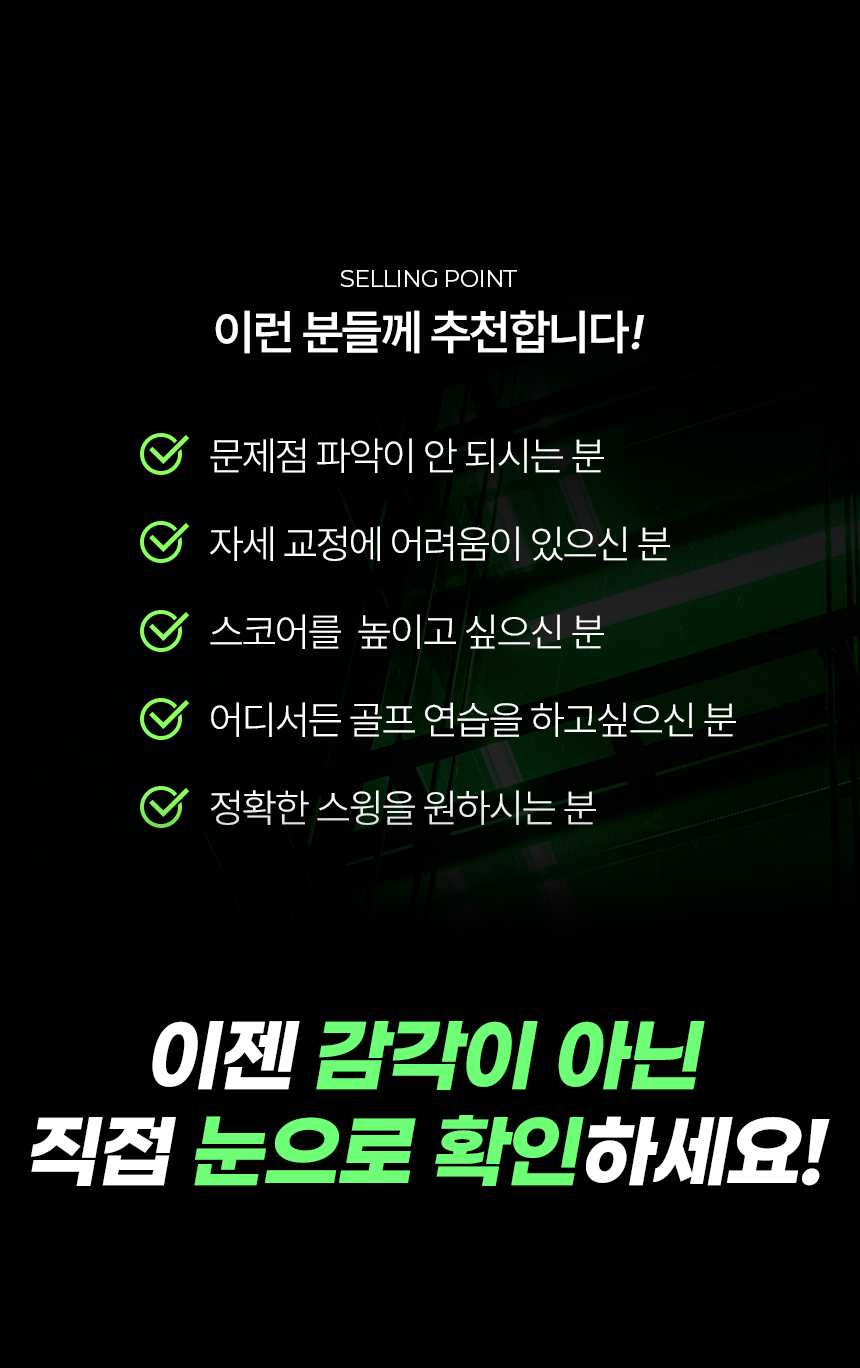 SELLING POINT
이런 분들께 추천합니다!
문제점 파악이 안 되시는 분
자세 교정에 어려움이 있으신 분
스코어를 높이고 싶으신 분
어디서든 골프 연습을 하고싶으신 분
정확한 스윙을 원하시는 분
이젠 감각이 아닌
직접 눈으로 확인하세요!